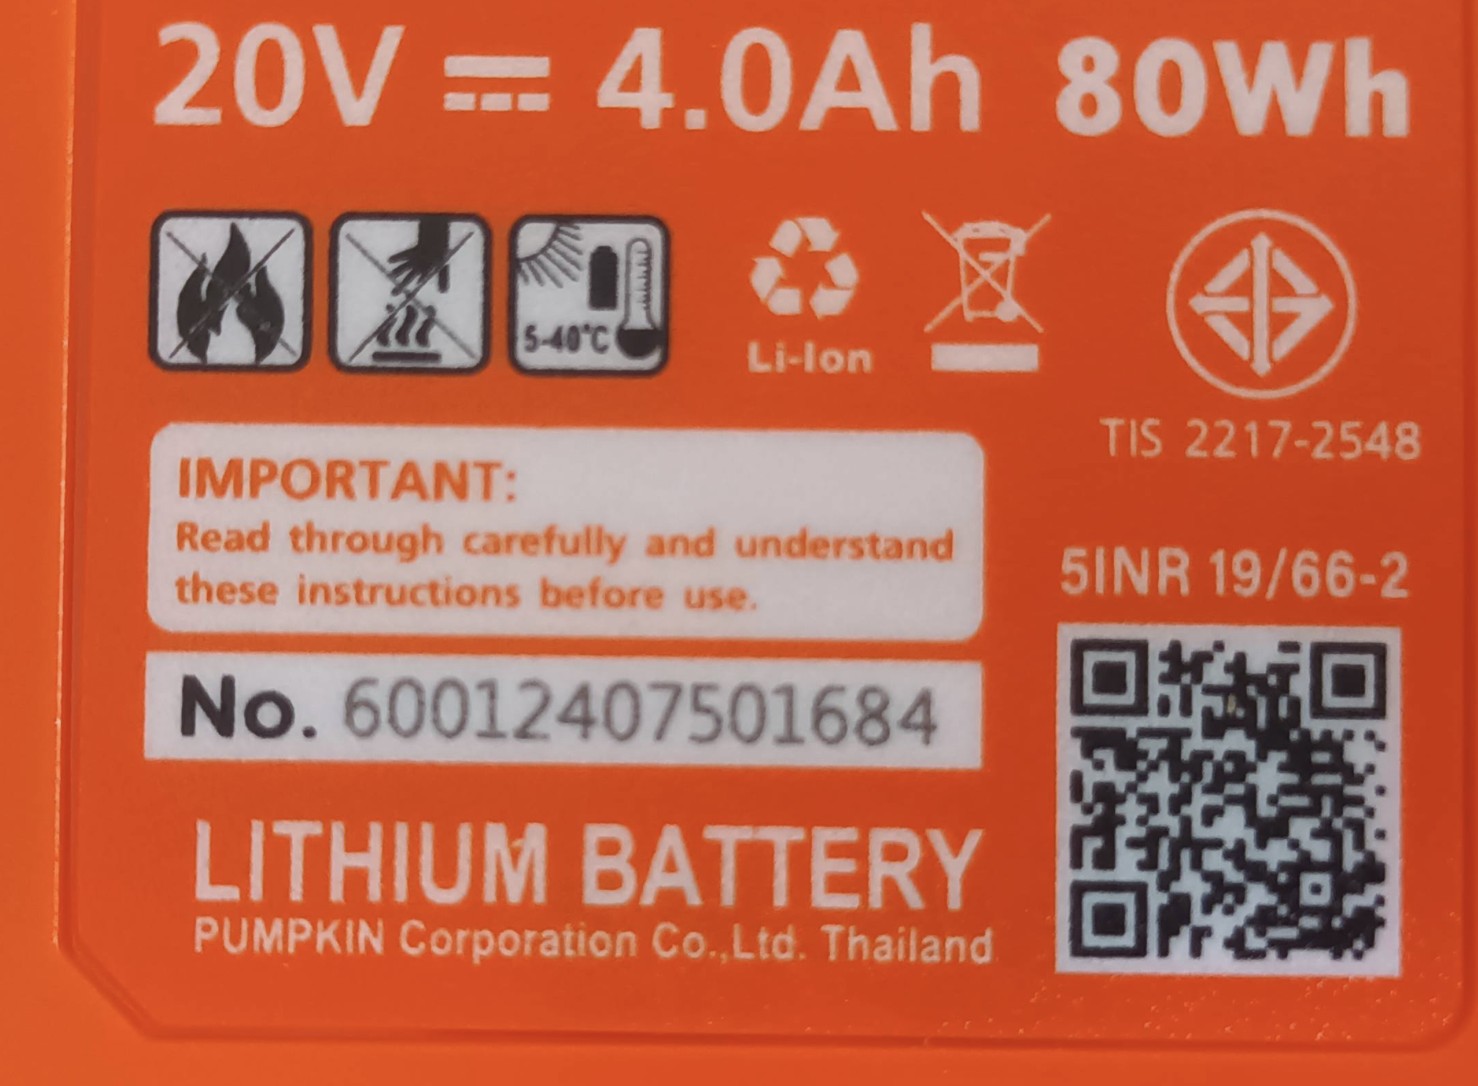 20V ⎓ 4.0Ah 80Wh
5-40°C
Li-Ion
TIS 2217-2548
IMPORTANT:
Read through carefully and understand
these instructions before use.
5INR 19/66-2
No. 60012407501684
LITHIUM BATTERY
PUMPKIN Corporation Co.,Ltd. Thailand